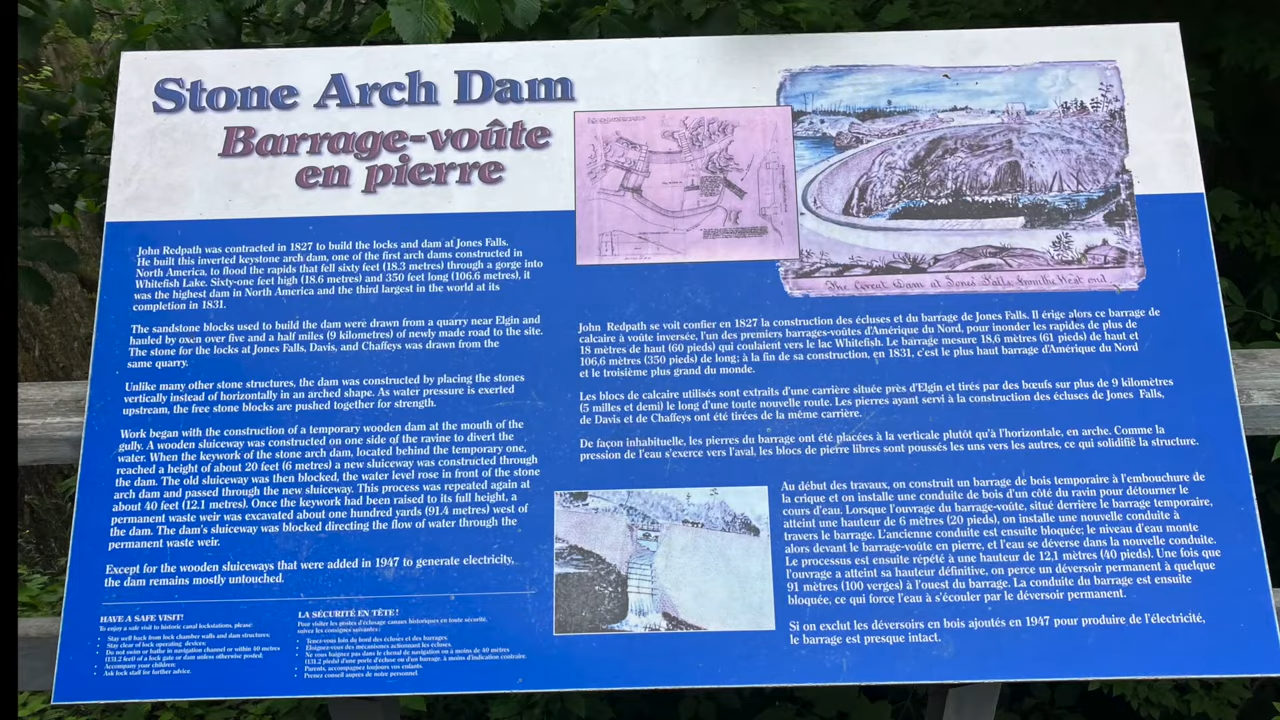 Stone Arch Dam
Barrage-voûte
en pierre
John Redpath was contracted in 1827 to build the locks and dam at Jones Falls.
He built this inverted keystone arch dam, one of the first arch dams constructed in
North America, to flood the rapids that fell sixty feet (18.3 metres) through a gorge into
Whitefish Lake. Sixty-one feet high (18.6 metres) and 350 feet long (106.6 metres), it
was the highest dam in North America and the third largest in the world at its
completion in 1831.
The sandstone blocks used to build the dam were drawn from a quarry near Elgin and
hauled by oxen over five and a half miles (9 kilometres) of newly made road to the site.
The stone for the locks at Jones Falls, Davis, and Chaffeys was drawn from the
same quarry.
Unlike many other stone structures, the dam was constructed by placing the stones
vertically instead of horizontally in an arched shape. As water pressure is exerted
upstream, the free stone blocks are pushed together for strength.
Work began with the construction of a temporary wooden dam at the mouth of the
gully. A wooden sluiceway was constructed on one side of the ravine to divert the
water. When the keywork of the stone arch dam, located behind the temporary one,
reached a height of about 20 feet (6 metres) a new sluiceway was constructed through
the dam. The old sluiceway was then blocked, the water level rose in front of the stone
arch dam and passed through the new sluiceway. This process was repeated again at
about 40 feet (12.1 metres). Once the keywork had been raised to its full height, a
permanent waste weir was excavated about one hundred yards (91.4 metres) west of
the dam. The dam's sluiceway was blocked directing the flow of water through the
permanent waste weir.
Except for the wooden sluiceways that were added in 1947 to generate electricity,
the dam remains mostly untouched.
HAVE A SAFE VISIT!
To enjoy a safe visit to historic canal lockstations, please:
• Stay well back from lock chamber walls and dam structures;
• Stay clear of lock operating devices;
• Do not swim or bathe in navigation channel or within 40 metres
(131.2 feet) of a lock gate or dam unless otherwise posted;
• Accompany your children;
• Ask lock staff for further advice.
LA SÉCURITÉ EN TÊTE!
Pour visiter les postes d'éclusage canaux historiques en toute sécurité,
suivez les consignes suivantes:
• Tenez-vous loin du bord des écluses et des barrages.
• Éloignez-vous des mécanismes actionnant les écluses.
• Ne vous baignez pas dans le chenal de navigation ou à moins de 40 mètres
(131.2 pieds) d'une porte d'écluse ou d'un barrage, à moins d'indication contraire.
• Parents, accompagnez toujours vos enfants.
• Prenez conseil auprès de notre personnel.
The Great Dam at Jones Falls, from the West end
John Redpath se voit confier en 1827 la construction des écluses et du barrage de Jones Falls. Il érige alors ce barrage de
calcaire à voûte inversée, l'un des premiers barrages-voûtes d'Amérique du Nord, pour inonder les rapides de plus de
18 mètres de haut (60 pieds) qui coulaient vers le lac Whitefish. Le barrage mesure 18,6 mètres (61 pieds) de haut et
106,6 mètres (350 pieds) de long; à la fin de sa construction, en 1831, c'est le plus haut barrage d'Amérique du Nord
et le troisième plus grand du monde.
Les blocs de calcaire utilisés sont extraits d'une carrière située près d'Elgin et tirés par des bœufs sur plus de 9 kilomètres
(5 milles et demi) le long d'une toute nouvelle route. Les pierres ayant servi à la construction des écluses de Jones Falls,
de Davis et de Chaffeys ont été tirées de la même carrière.
De façon inhabituelle, les pierres du barrage ont été placées à la verticale plutôt qu'à l'horizontale, en arche. Comme la
pression de l'eau s'exerce vers l'aval, les blocs de pierre libres sont poussés les uns vers les autres, ce qui solidifie la structure.
Au début des travaux, on construit un barrage de bois temporaire à l'embouchure de
la crique et on installe une conduite de bois d'un côté du ravin pour détourner le
cours d'eau. Lorsque l'ouvrage du barrage-voûte, situé derrière le barrage temporaire,
atteint une hauteur de 6 mètres (20 pieds), on installe une nouvelle conduite à
travers le barrage. L'ancienne conduite est ensuite bloquée; le niveau d'eau monte
alors devant le barrage-voûte en pierre, et l'eau se déverse dans la nouvelle conduite.
Le processus est ensuite répété à une hauteur de 12,1 mètres (40 pieds). Une fois que
l'ouvrage a atteint sa hauteur définitive, on perce un déversoir permanent à quelque
91 mètres (100 verges) à l'ouest du barrage. La conduite du barrage est ensuite
bloquée, ce qui force l'eau à s'écouler par le déversoir permanent.
Si on exclut les déversoirs en bois ajoutés en 1947 pour produire de l'électricité,
le barrage est presque intact.